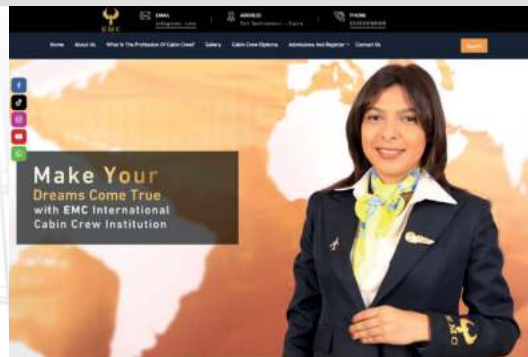 EMC
EMAIL
ADDRESS
PHONE
Home About Us What Is The Profession Of Cabin Crew? Gallery Cabin Crew Diploma Admissions And Register Contact Us
Make Your
Dreams Come True
with EMC International
Cabin Crew Institution
EMC